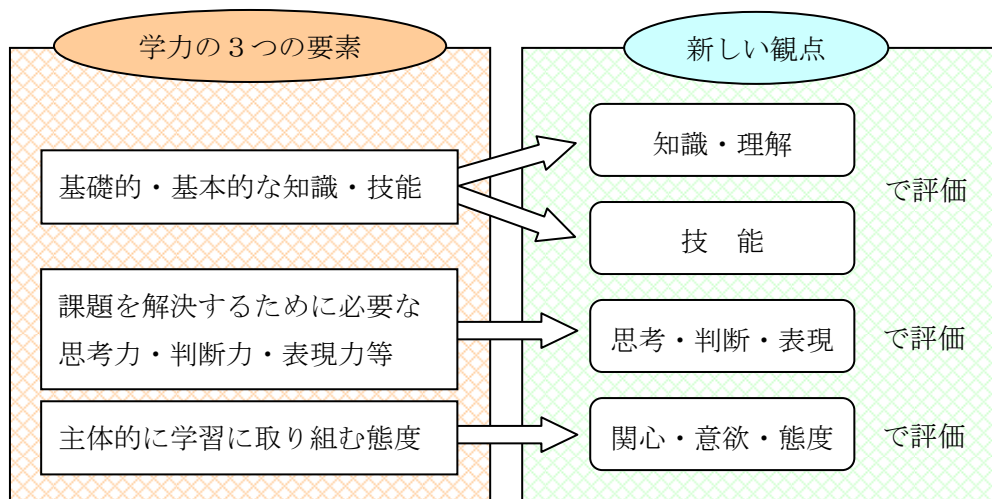 学力の３つの要素
新しい観点
基礎的・基本的な知識・技能
知識・理解
技　能
で評価
課題を解決するために必要な
思考力・判断力・表現力等
思考・判断・表現
で評価
主体的に学習に取り組む態度
関心・意欲・態度
で評価